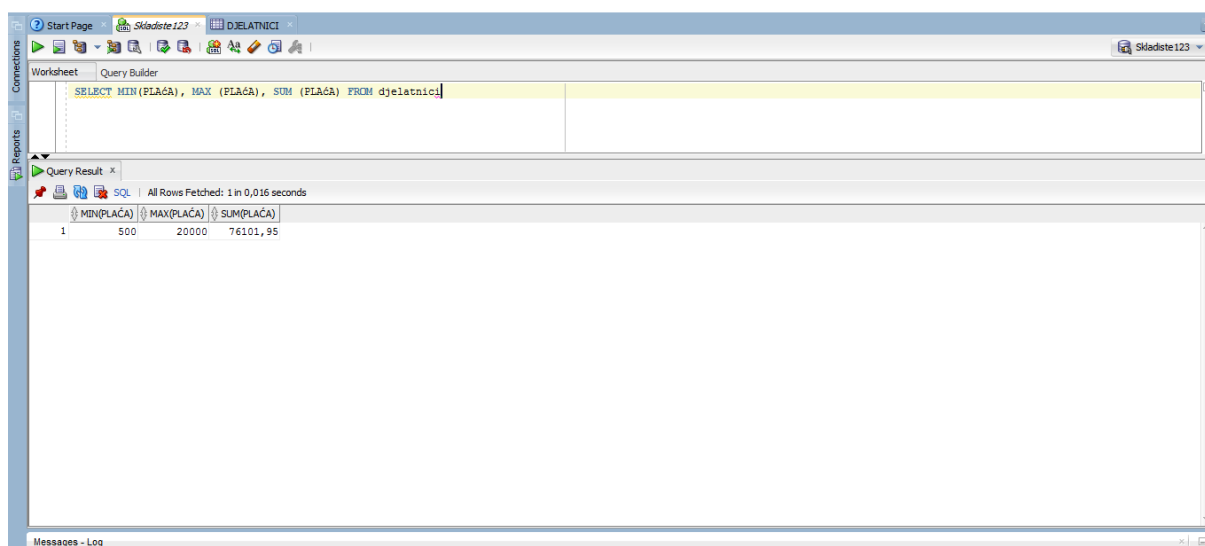 Start Page Skladiste123 DJELATNICI
Skladiste123
Connections
Reports
Worksheet Query Builder
SELECT MIN(PLAćA), MAX (PLAćA), SUM (PLAćA) FROM djelatnici
Query Result
SQL | All Rows Fetched: 1 in 0,016 seconds
MIN(PLAĆA) MAX(PLAĆA) SUM(PLAĆA)
1 500 20000 76101,95
Messages - Log